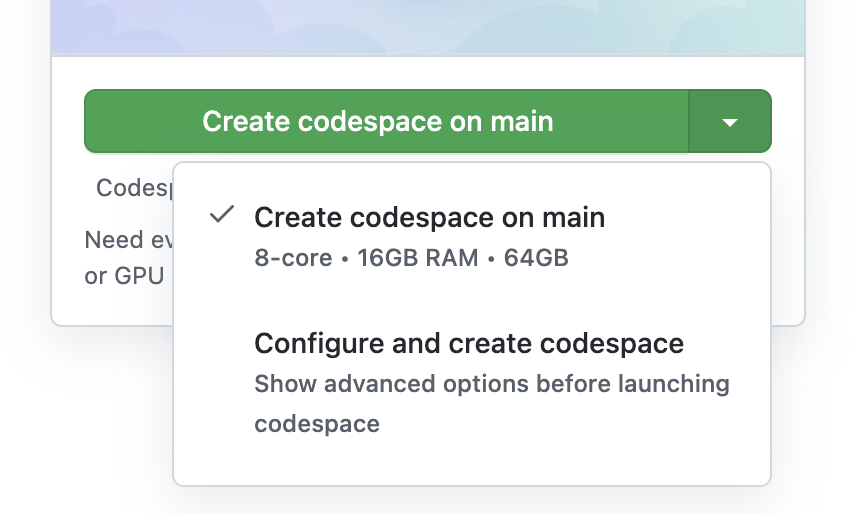 Create codespace on main
Codesp
Need ev
or GPU
Create codespace on main
8-core • 16GB RAM • 64GB
Configure and create codespace
Show advanced options before launching
codespace